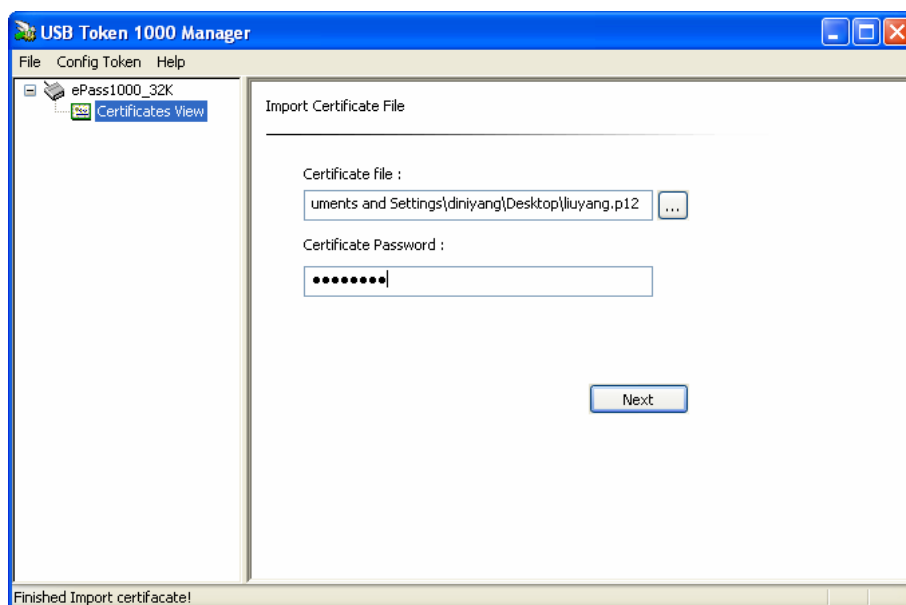 USB Token 1000 Manager
File Config Token Help
ePass1000_32K
Certificates View
Import Certificate File
Certificate file :
uments and Settings\diniyang\Desktop\liuyang.p12
...
Certificate Password :
••••••••
Next
Finished Import certifacate!